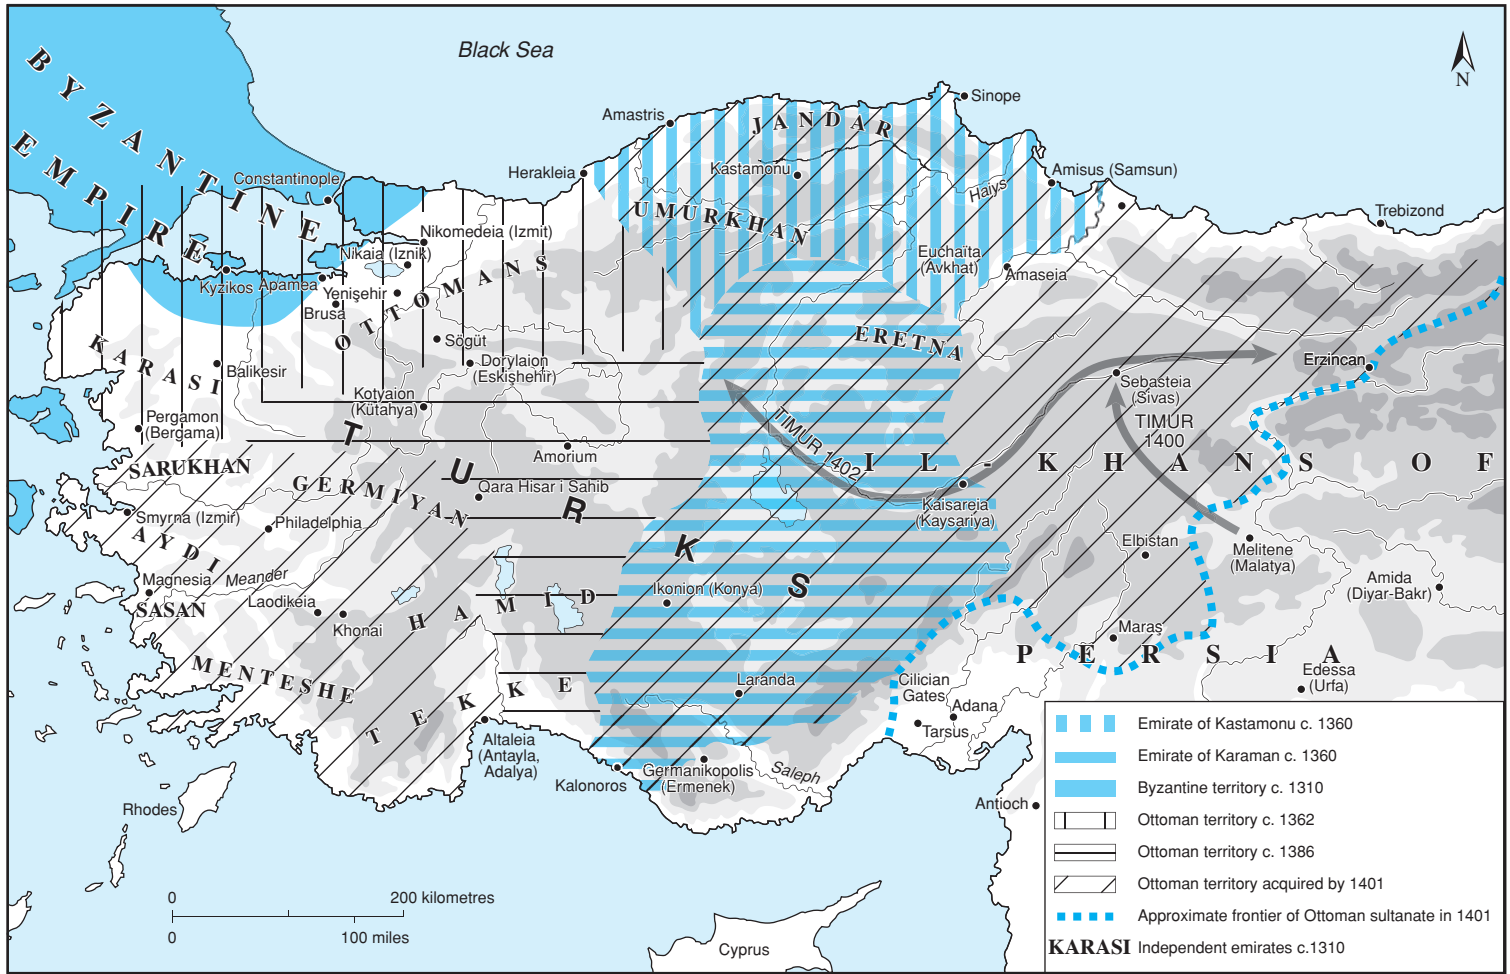 Black Sea
N
BYZANTINE
EMPIRE
Sinope
Amastris
JANDAR
Herakleia
Kastamonu
Amisus (Samsun)
Constantinople
Halys
UMURKHAN
Trebizond
Nikomedeia (Izmit)
Nikaia (Iznik)
Euchaïta
(Avkhat)
Amaseia
Kyzikos
Apamea
Yenişehir
Brusa
OTTOMANS
ERETNA
Sögüt
KARASI
Balikesir
Dorylaion
(Eskishehir)
Erzincan
Sebasteia
(Sivas)
Kotyaion
(Kütahya)
Pergamon
(Bergama)
TIMUR 1402
TIMUR
1400
TURKS
Amorium
SARUKHAN
IL-KHANS OF
GERMIYAN
Qara Hisar i Sahib
Kaisareia
(Kaysariya)
Smyrna (Izmir)
Philadelphia
AYDI
Elbistan
Melitene
(Malatya)
Magnesia
Meander
Amida
(Diyar-Bakr)
SASAN
Laodikeia
Khonai
HAMID
Ikonion (Konya)
Maraş
PERSIA
MENTESHE
TEKKE
Laranda
Cilician
Gates
Edessa
(Urfa)
Adana
Tarsus
Altaleia
(Antayla,
Adalya)
Kalonoros
Germanikopolis
(Ermenek)
Saleph
Rhodes
Antioch
Cyprus
0 200 kilometres
0 100 miles
Emirate of Kastamonu c. 1360
Emirate of Karaman c. 1360
Byzantine territory c. 1310
Ottoman territory c. 1362
Ottoman territory c. 1386
Ottoman territory acquired by 1401
Approximate frontier of Ottoman sultanate in 1401
KARASI Independent emirates c.1310